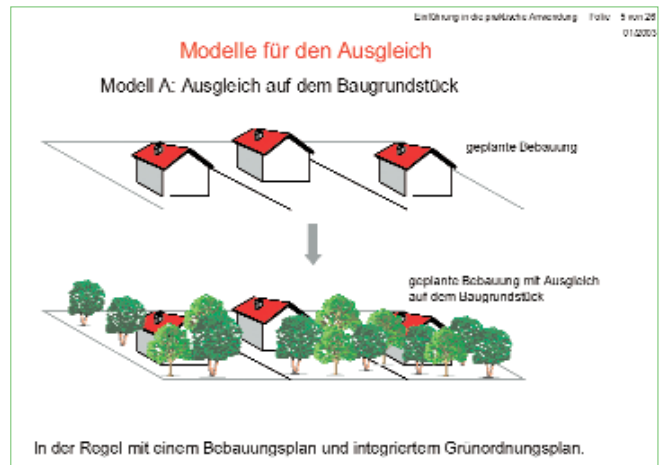 Einführung in die praktische Anwendung Folie 5 von 26
01/2003
Modelle für den Ausgleich
Modell A: Ausgleich auf dem Baugrundstück
geplante Bebauung
geplante Bebauung mit Ausgleich
auf dem Baugrundstück
In der Regel mit einem Bebauungsplan und integriertem Grünordnungsplan.